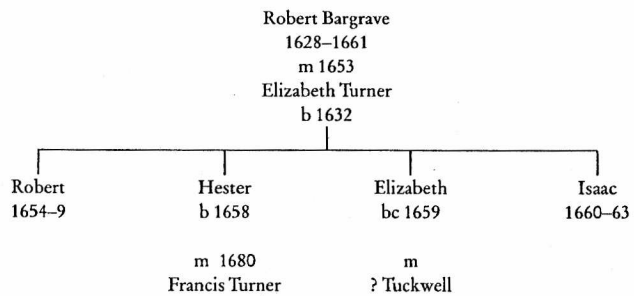 Robert Bargrave
1628–1661
m 1653
Elizabeth Turner
b 1632
Robert Hester Elizabeth Isaac
1654–9 b 1658 bc 1659 1660–63
m 1680 m
Francis Turner ? Tuckwell